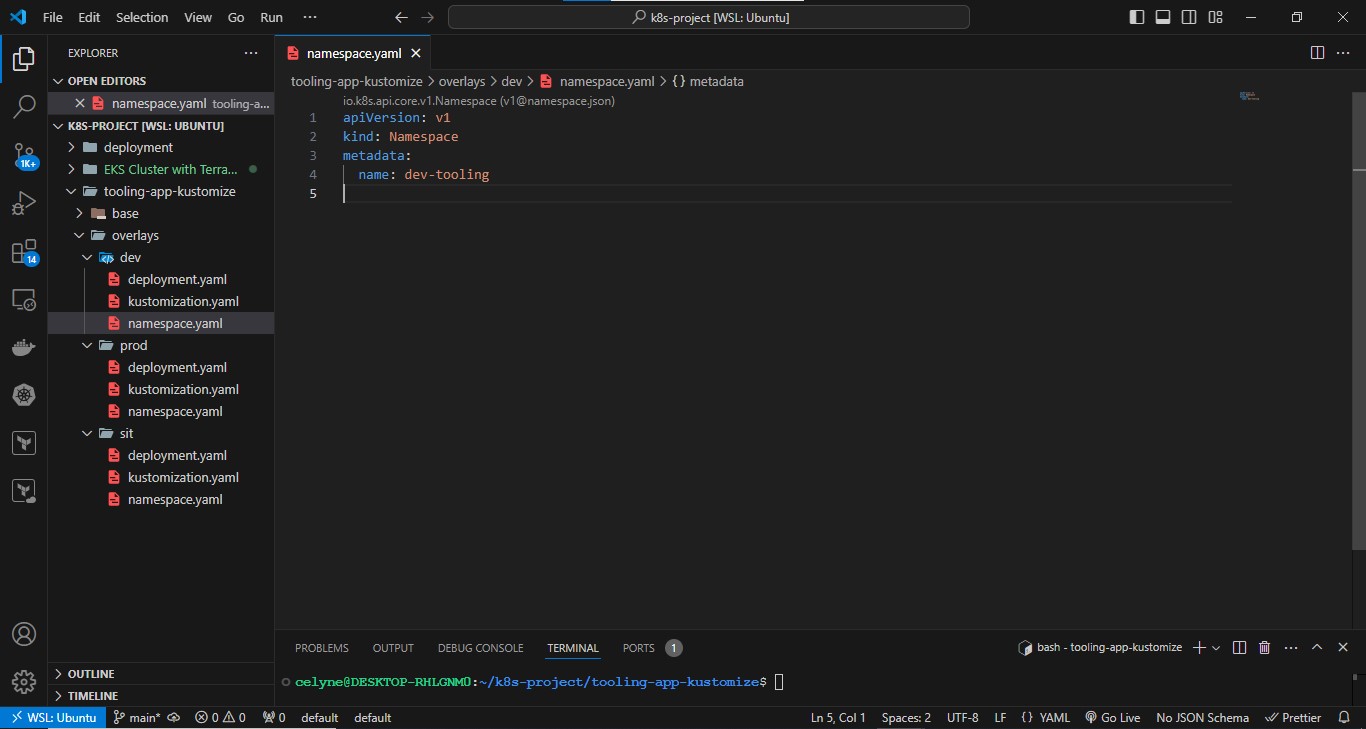 File Edit Selection View Go Run ···
k8s-project [WSL: Ubuntu]
EXPLORER
OPEN EDITORS
namespace.yaml tooling-a...
K8S-PROJECT [WSL: UBUNTU]
deployment
EKS Cluster with Terra...
tooling-app-kustomize
base
overlays
dev
deployment.yaml
kustomization.yaml
namespace.yaml
prod
deployment.yaml
kustomization.yaml
namespace.yaml
sit
deployment.yaml
kustomization.yaml
namespace.yaml
OUTLINE
TIMELINE
1K+
14
namespace.yaml
tooling-app-kustomize > overlays > dev > namespace.yaml > {} metadata
io.k8s.api.core.v1.Namespace (v1@namespace.json)
1 apiVersion: v1
2 kind: Namespace
3 metadata:
4 name: dev-tooling
5
PROBLEMS OUTPUT DEBUG CONSOLE TERMINAL PORTS 1
bash - tooling-app-kustomize
celyne@DESKTOP-RHLGNM0:~/k8s-project/tooling-app-kustomize$
WSL: Ubuntu main* 0 0 0 default default Ln 5, Col 1 Spaces: 2 UTF-8 LF {} YAML Go Live No JSON Schema Prettier